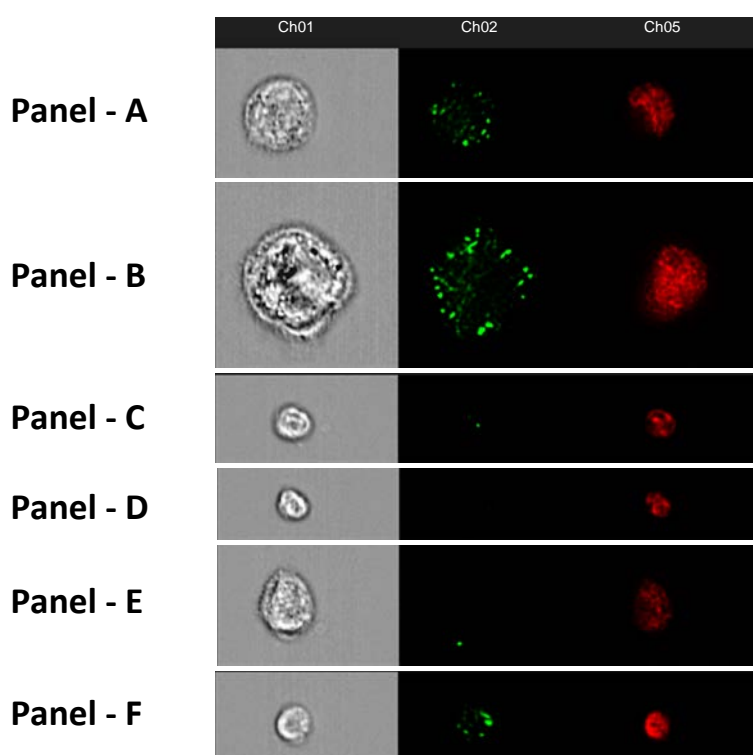 Ch01 Ch02 Ch05
Panel - A
Panel - B
Panel - C
Panel - D
Panel - E
Panel - F